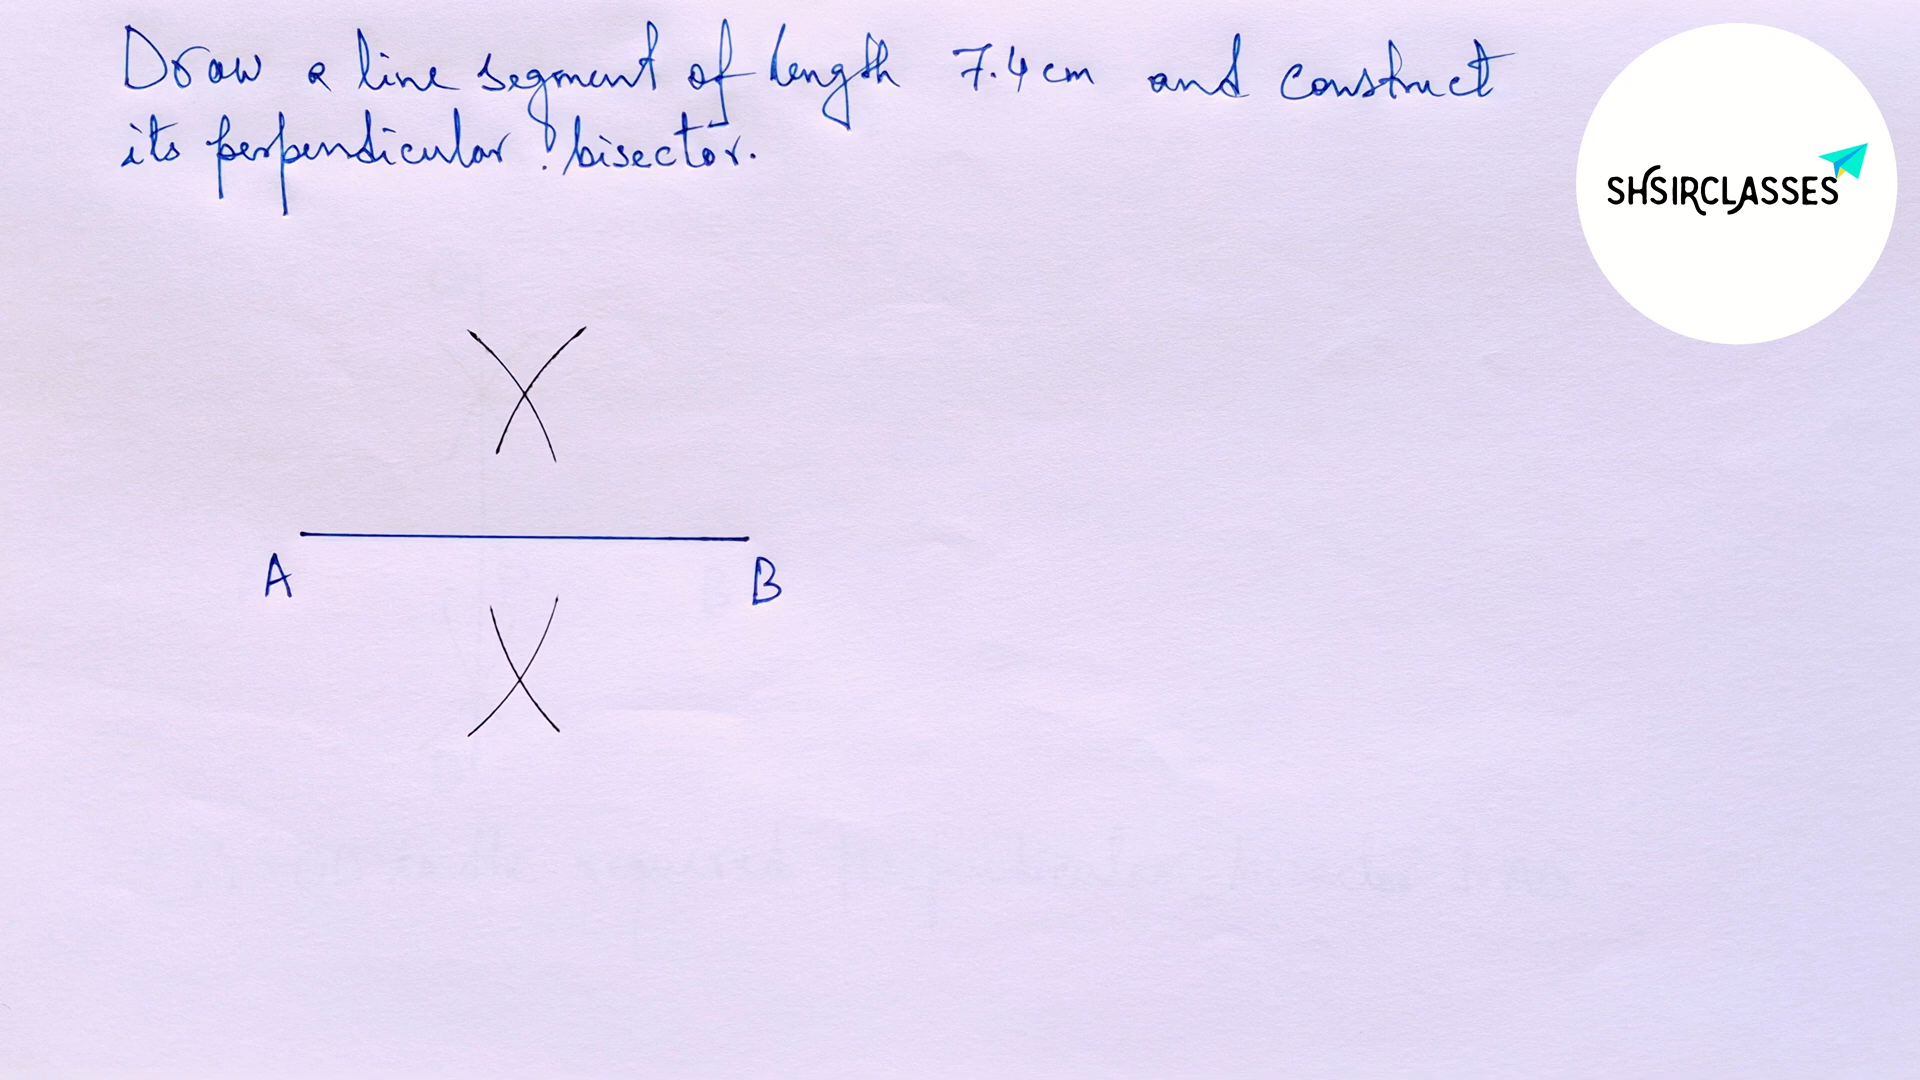 Draw a line segment of length 7.4 cm and construct
its perpendicular bisector.
SHSIRCLASSES
A
B